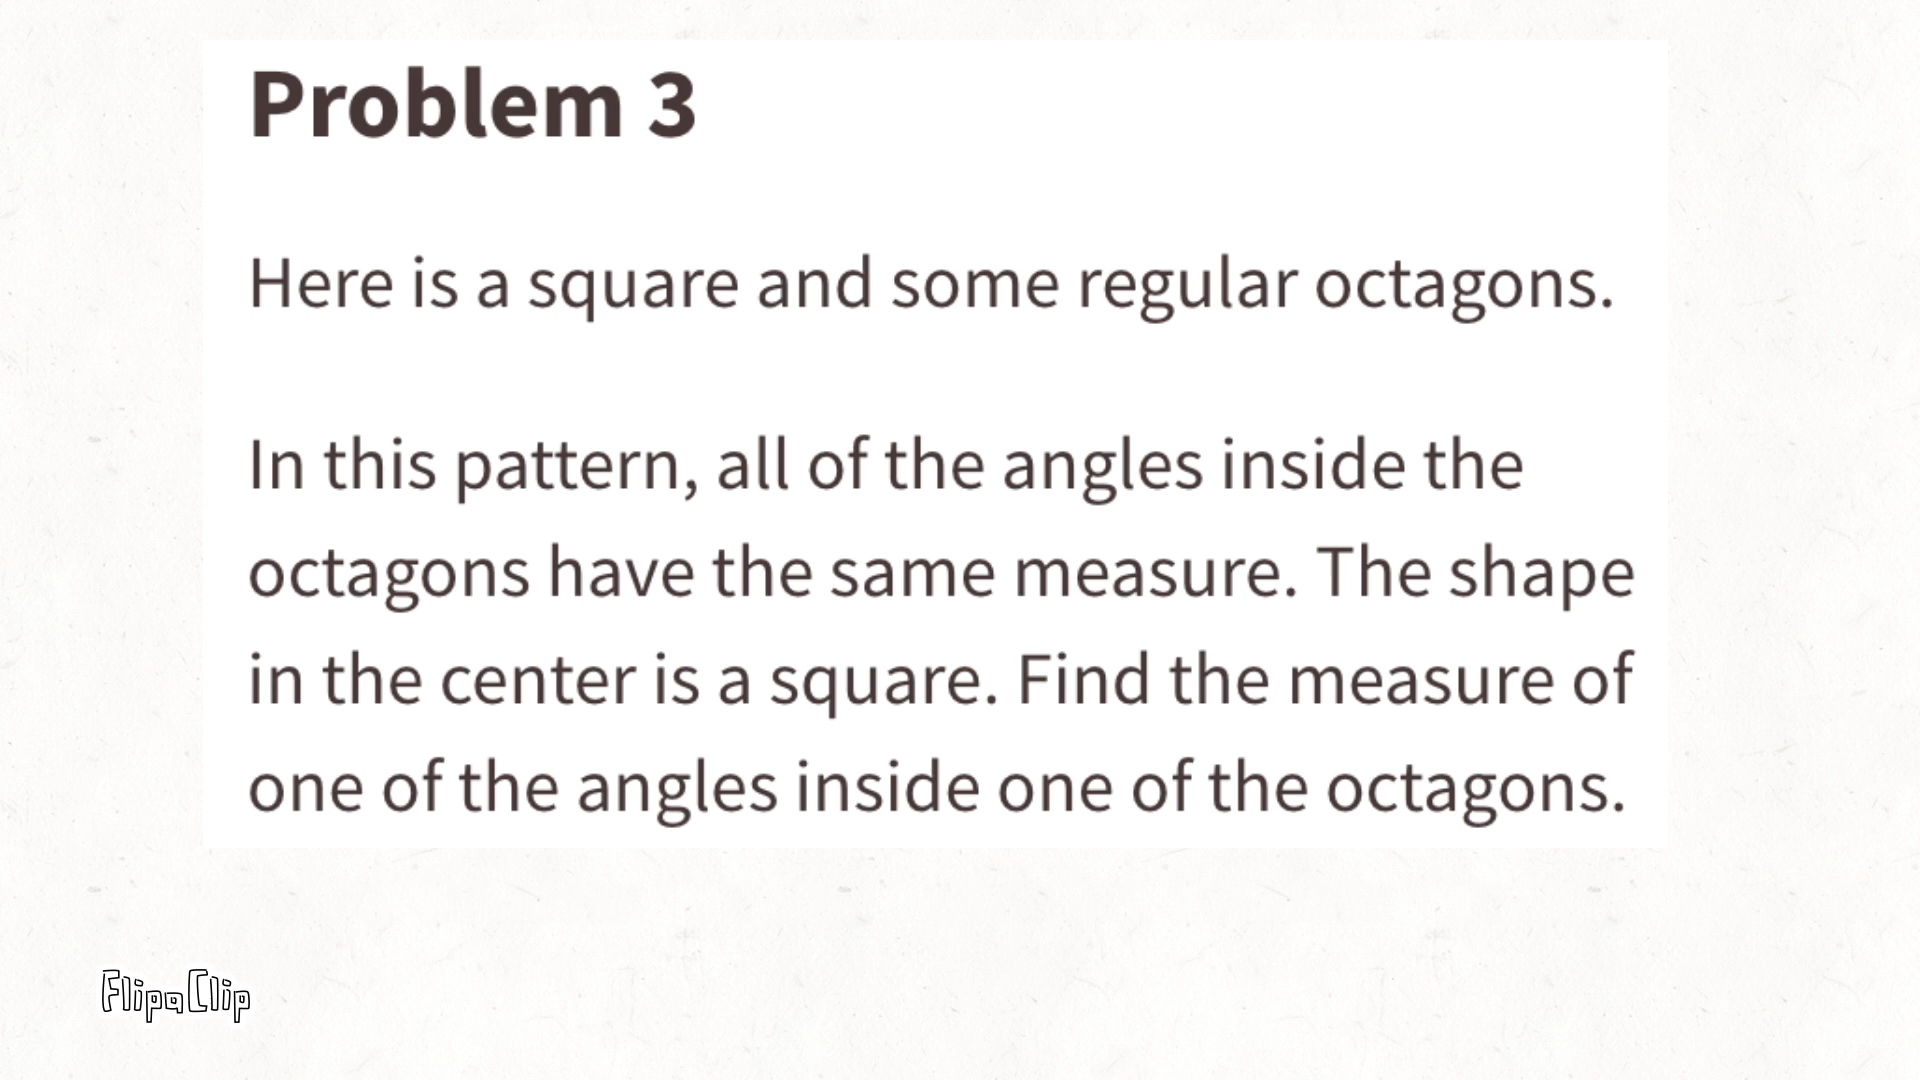 Problem 3
Here is a square and some regular octagons.
In this pattern, all of the angles inside the
octagons have the same measure. The shape
in the center is a square. Find the measure of
one of the angles inside one of the octagons.
FlipaClip